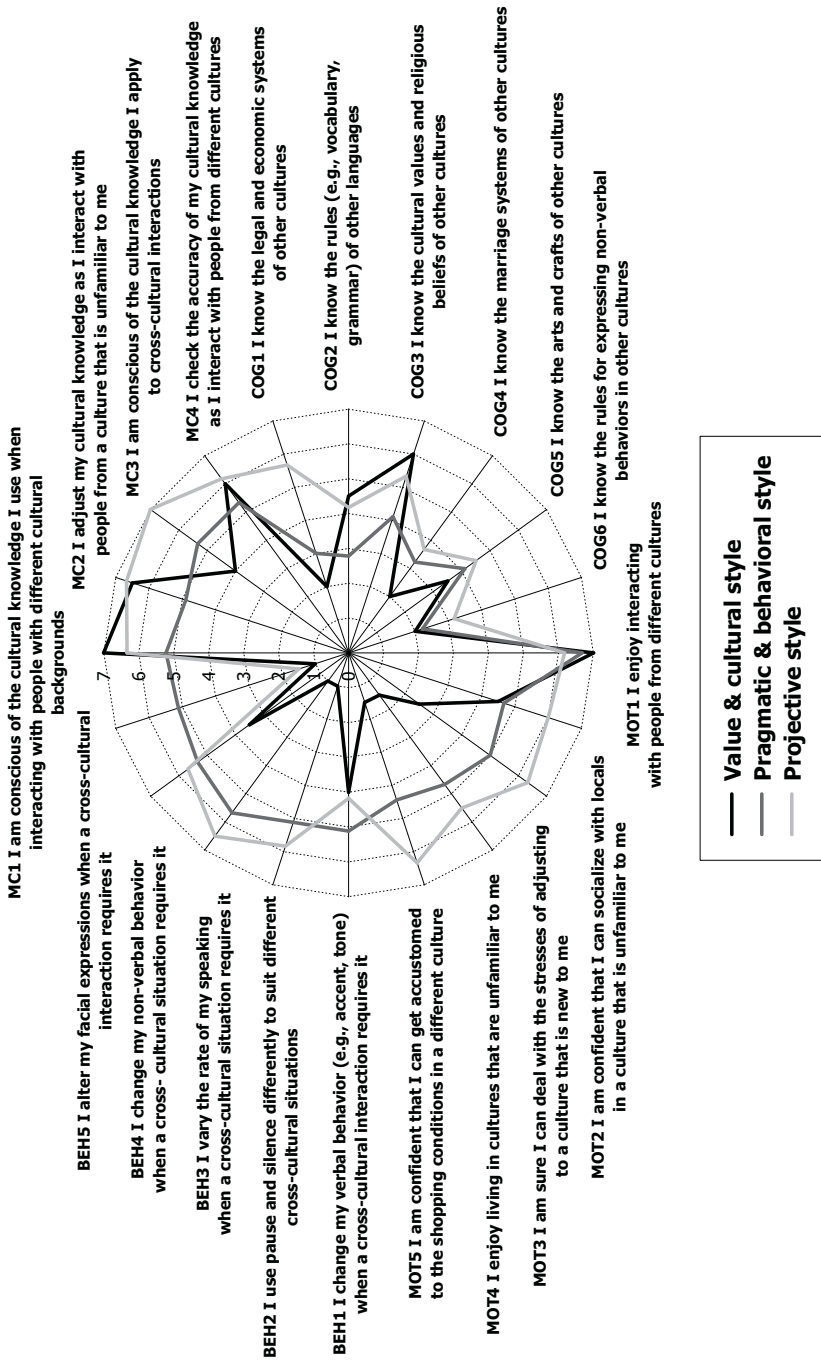 MC1 I am conscious of the cultural knowledge I use when
interacting with people with different cultural
backgrounds
MC2 I adjust my cultural knowledge as I interact with
people from a culture that is unfamiliar to me
MC3 I am conscious of the cultural knowledge I apply
to cross-cultural interactions
MC4 I check the accuracy of my cultural knowledge
as I interact with people from different cultures
COG1 I know the legal and economic systems
of other cultures
COG2 I know the rules (e.g., vocabulary,
grammar) of other languages
COG3 I know the cultural values and religious
beliefs of other cultures
COG4 I know the marriage systems of other cultures
COG5 I know the arts and crafts of other cultures
COG6 I know the rules for expressing non-verbal
behaviors in other cultures
MOT1 I enjoy interacting
with people from different cultures
MOT2 I am confident that I can socialize with locals
in a culture that is unfamiliar to me
MOT3 I am sure I can deal with the stresses of adjusting
to a culture that is new to me
MOT4 I enjoy living in cultures that are unfamiliar to me
MOT5 I am confident that I can get accustomed
to the shopping conditions in a different culture
BEH1 I change my verbal behavior (e.g., accent, tone)
when a cross-cultural interaction requires it
BEH2 I use pause and silence differently to suit different
cross-cultural situations
BEH3 I vary the rate of my speaking
when a cross-cultural situation requires it
BEH4 I change my non-verbal behavior
when a cross- cultural situation requires it
BEH5 I alter my facial expressions when a cross-cultural
interaction requires it
7
6
5
4
3
2
1
0
Value & cultural style
Pragmatic & behavioral style
Projective style